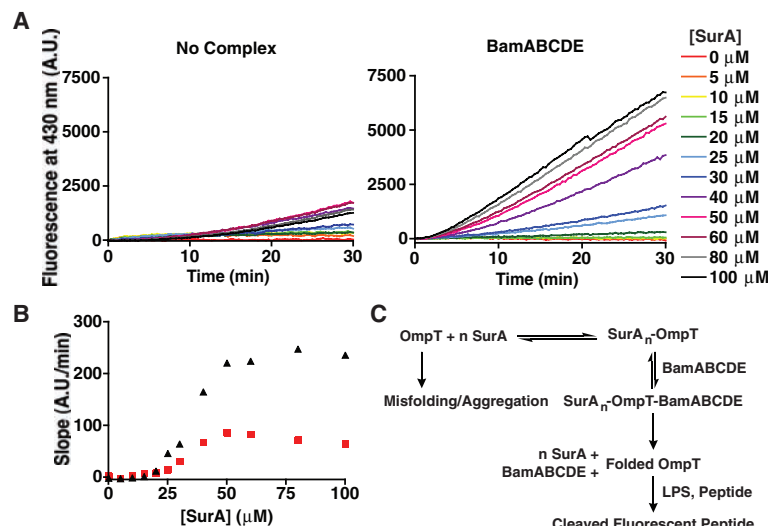 A
No Complex
BamABCDE
[SurA]
0 μM
5 μM
10 μM
15 μM
20 μM
25 μM
30 μM
40 μM
50 μM
60 μM
80 μM
100 μM
Fluorescence at 430 nm (A.U.)
7500
5000
2500
0
0 10 20 30
Time (min)
7500
5000
2500
0
0 10 20 30
Time (min)
B
Slope (A.U./min)
300
200
100
0
0 25 50 75 100
[SurA] (μM)
C
OmpT + n SurA
SurAn-OmpT
BamABCDE
Misfolding/Aggregation
SurAn-OmpT-BamABCDE
n SurA +
BamABCDE +
Folded OmpT
LPS, Peptide
Cleaved Fluorescent Peptide